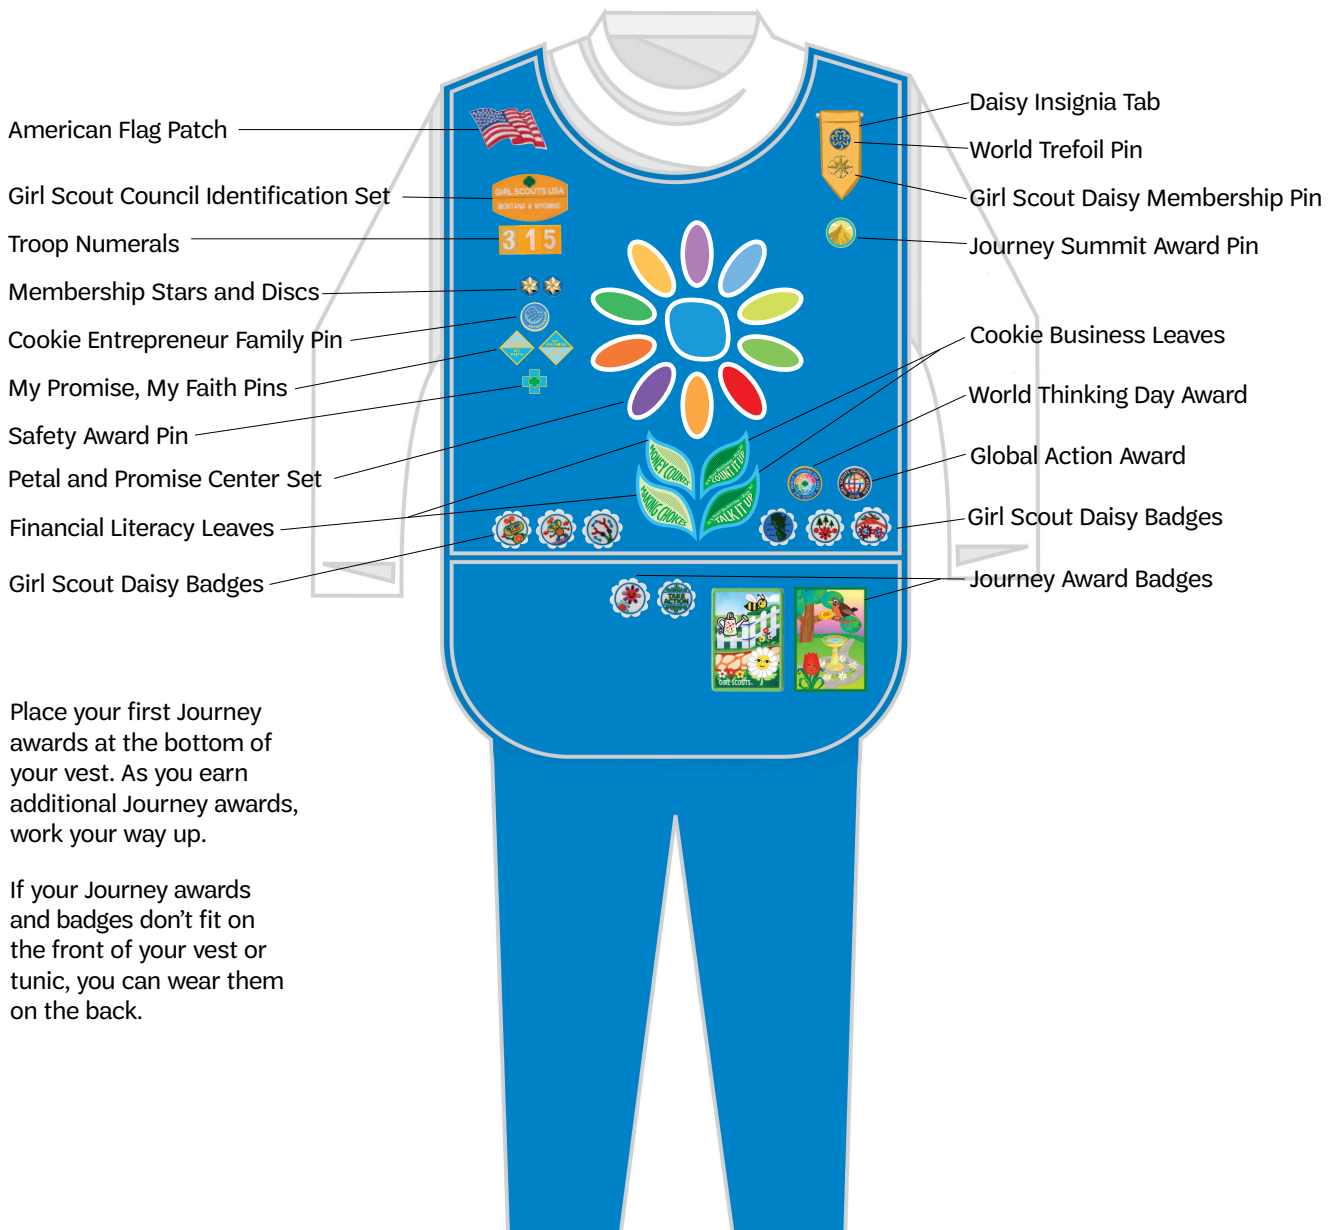 American Flag Patch
Girl Scout Council Identification Set
Troop Numerals
Membership Stars and Discs
Cookie Entrepreneur Family Pin
My Promise, My Faith Pins
Safety Award Pin
Petal and Promise Center Set
Financial Literacy Leaves
Girl Scout Daisy Badges
Daisy Insignia Tab
World Trefoil Pin
Girl Scout Daisy Membership Pin
Journey Summit Award Pin
Cookie Business Leaves
World Thinking Day Award
Global Action Award
Girl Scout Daisy Badges
Journey Award Badges
GIRL SCOUTS USA
MONTANA & WYOMING
315
MONEY COUNTS
COUNT IT UP
MAKING CHOICES
TALK IT UP
TAKE
ACTION
GIRL SCOUTS
Place your first Journey
awards at the bottom of
your vest. As you earn
additional Journey awards,
work your way up.
If your Journey awards
and badges don’t fit on
the front of your vest or
tunic, you can wear them
on the back.